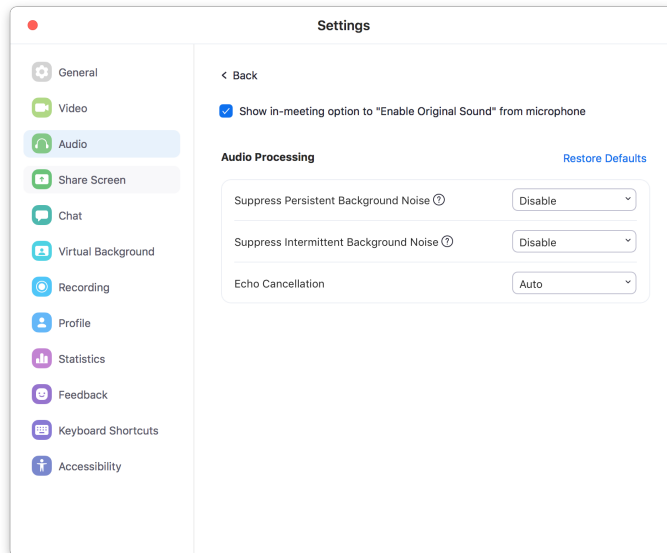 Settings
General
Video
Audio
Share Screen
Chat
Virtual Background
Recording
Profile
Statistics
Feedback
Keyboard Shortcuts
Accessibility
Back
Show in-meeting option to "Enable Original Sound" from microphone
Audio Processing
Restore Defaults
Suppress Persistent Background Noise ?
Disable
Suppress Intermittent Background Noise ?
Disable
Echo Cancellation
Auto